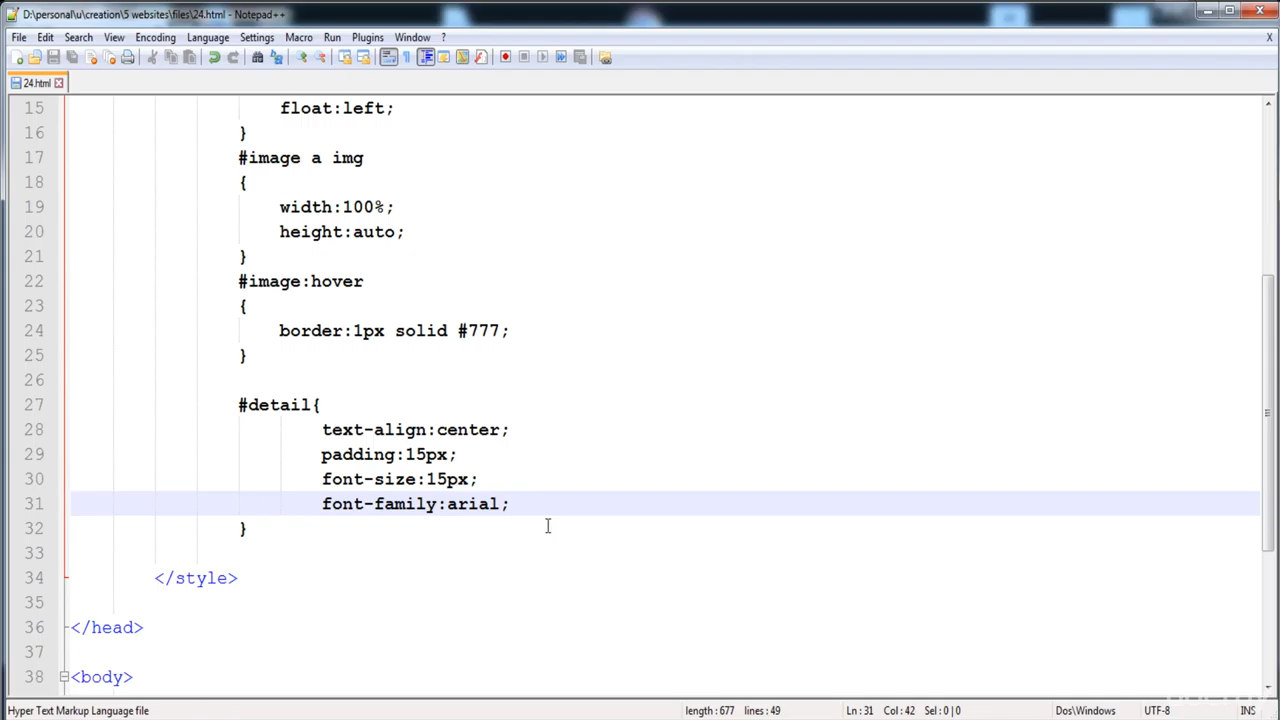 D:\personal\u\creation\5 websites\files\24.html - Notepad++
File Edit Search View Encoding Language Settings Macro Run Plugins Window ? X
24.html
15 float:left;
16 }
17 #image a img
18 {
19 width:100%;
20 height:auto;
21 }
22 #image:hover
23 {
24 border:1px solid #777;
25 }
26
27 #detail{
28 text-align:center;
29 padding:15px;
30 font-size:15px;
31 font-family:arial;
32 }
33
34 </style>
35
36 </head>
37
38 <body>
Hyper Text Markup Language file length : 677 lines : 49 Ln : 31 Col : 42 Sel : 0 | 0 Dos\Windows UTF-8 INS